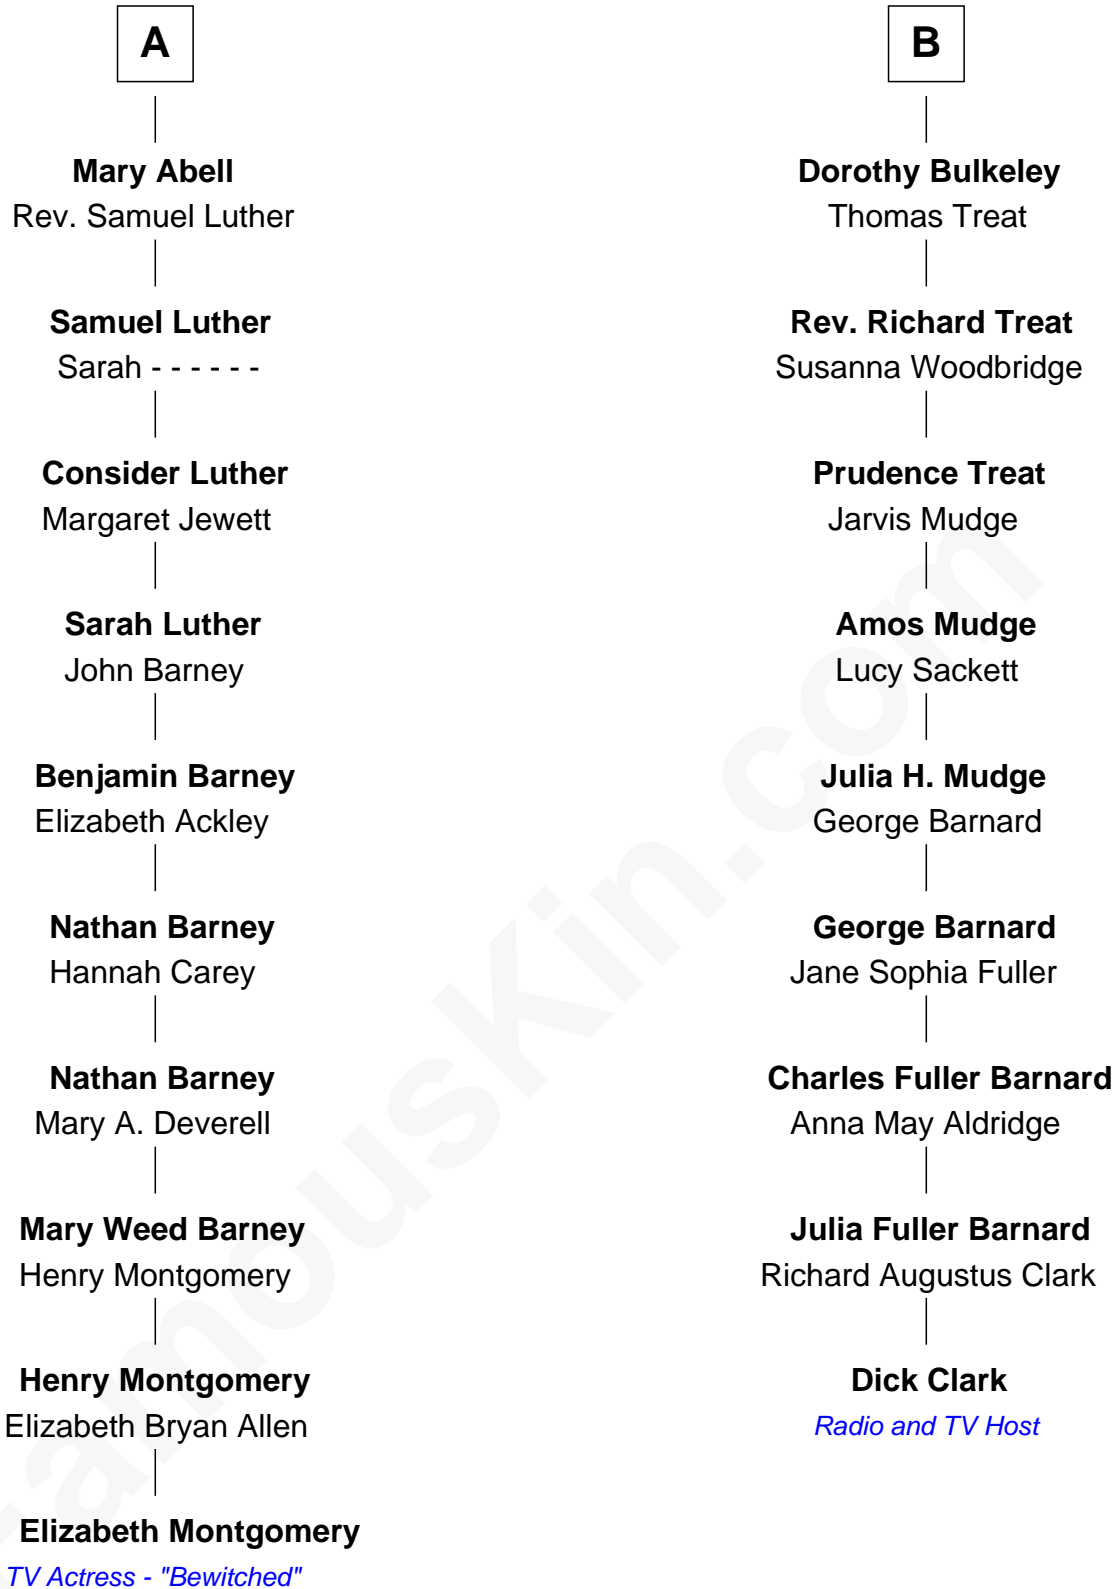 A
Mary Abell
Rev. Samuel Luther
Samuel Luther
Sarah - - - - - -
Consider Luther
Margaret Jewett
Sarah Luther
John Barney
Benjamin Barney
Elizabeth Ackley
Nathan Barney
Hannah Carey
Nathan Barney
Mary A. Deverell
Mary Weed Barney
Henry Montgomery
Henry Montgomery
Elizabeth Bryan Allen
Elizabeth Montgomery
TV Actress - "Bewitched"
B
Dorothy Bulkeley
Thomas Treat
Rev. Richard Treat
Susanna Woodbridge
Prudence Treat
Jarvis Mudge
Amos Mudge
Lucy Sackett
Julia H. Mudge
George Barnard
George Barnard
Jane Sophia Fuller
Charles Fuller Barnard
Anna May Aldridge
Julia Fuller Barnard
Richard Augustus Clark
Dick Clark
Radio and TV Host
FamousKin.com